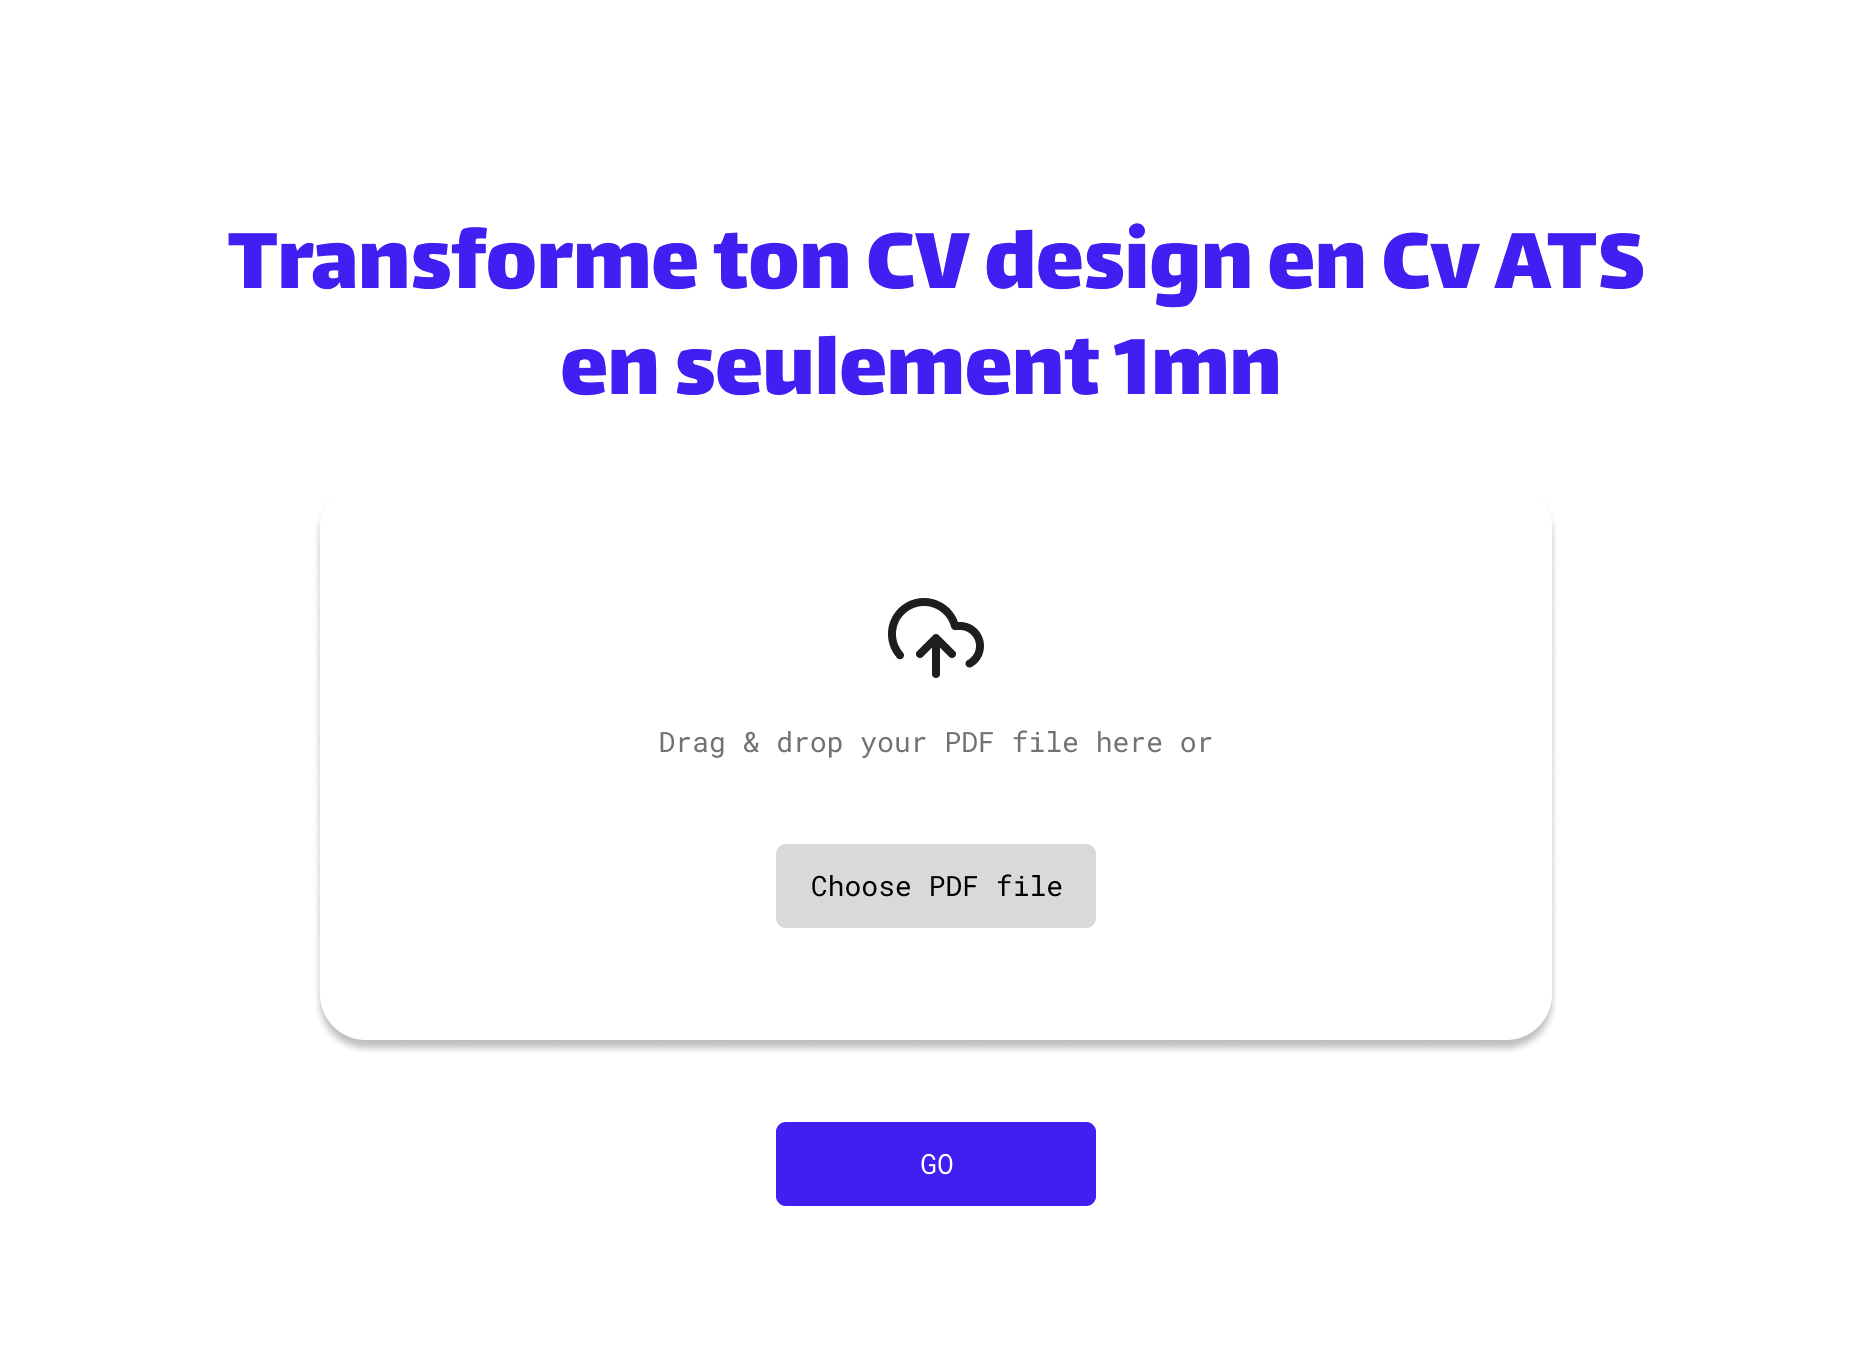 Transforme ton CV design en Cv ATS
en seulement 1mn
Drag & drop your PDF file here or
Choose PDF file
GO